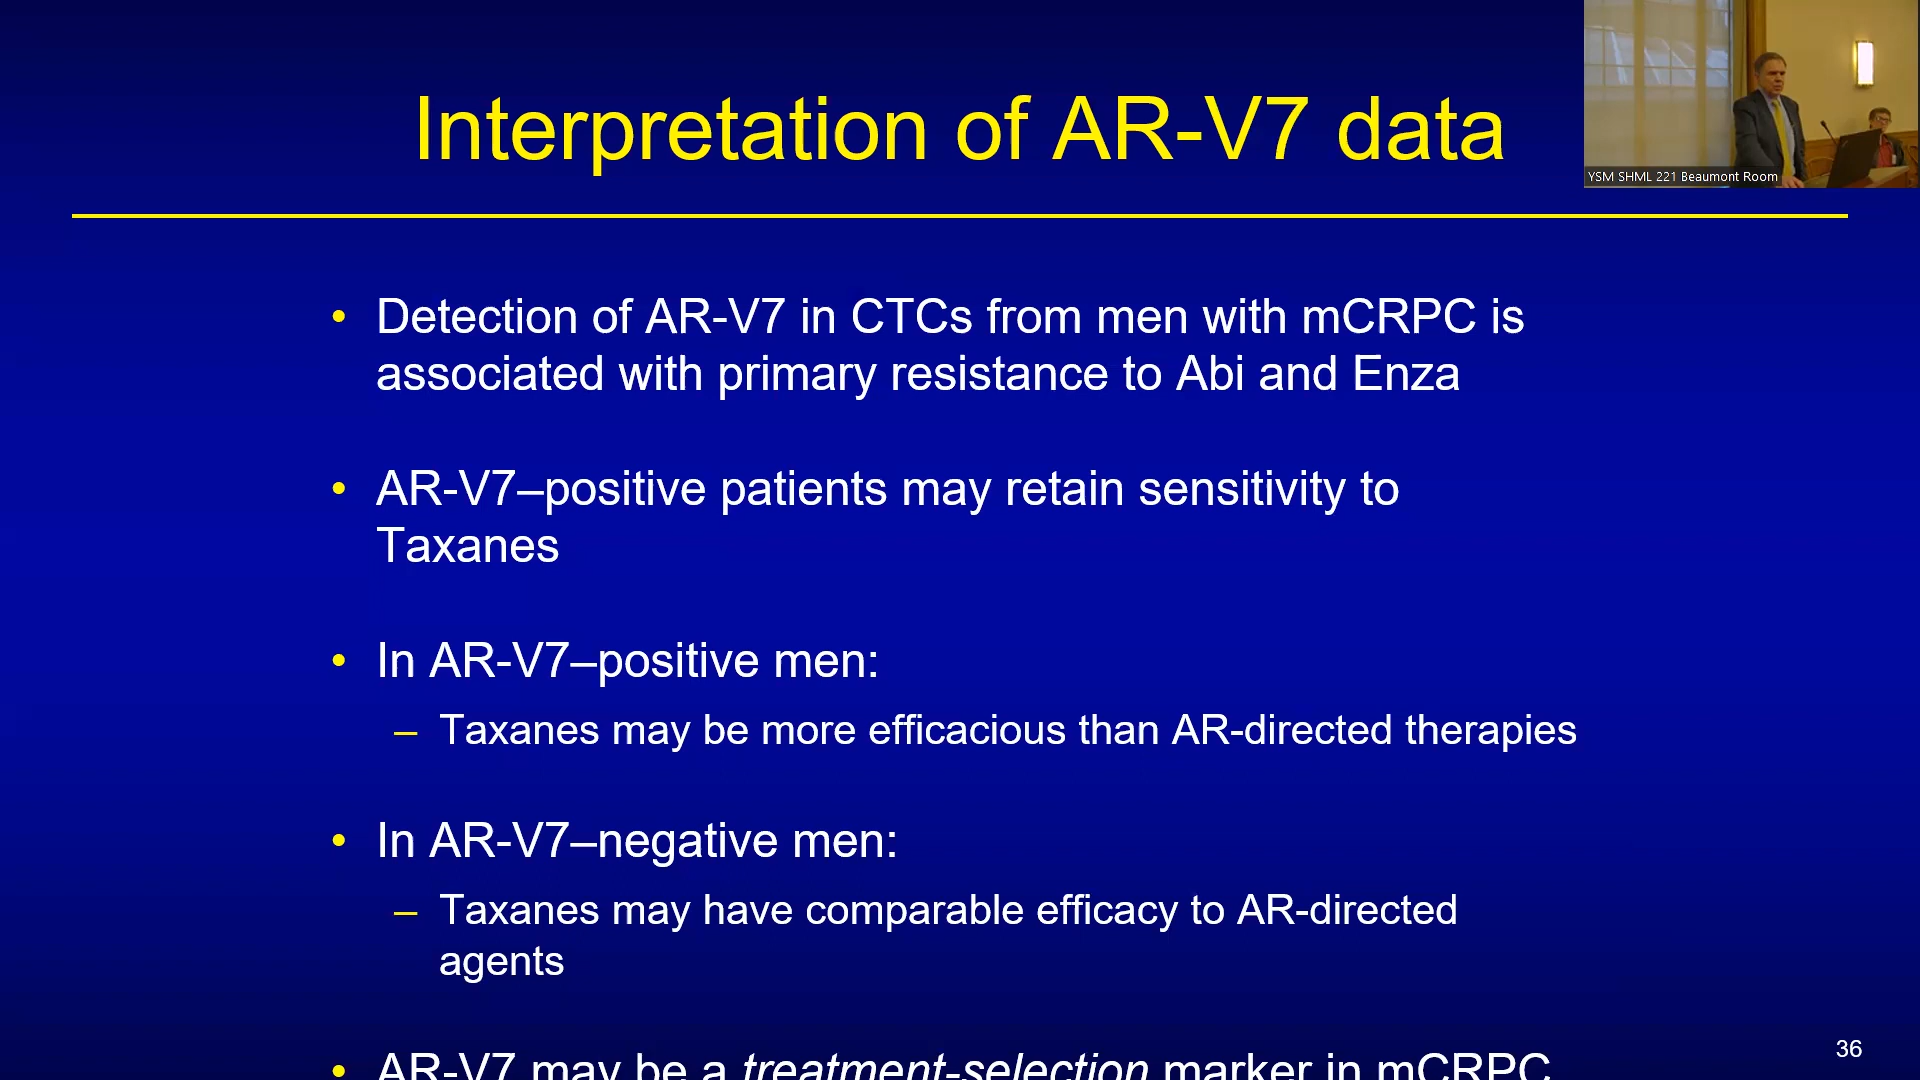 Interpretation of AR-V7 data
YSM SHML 221 Beaumont Room
• Detection of AR-V7 in CTCs from men with mCRPC is
associated with primary resistance to Abi and Enza
• AR-V7–positive patients may retain sensitivity to
Taxanes
• In AR-V7–positive men:
– Taxanes may be more efficacious than AR-directed therapies
• In AR-V7–negative men:
– Taxanes may have comparable efficacy to AR-directed
agents
• AR-V7 may be a treatment-selection marker in mCRPC
36